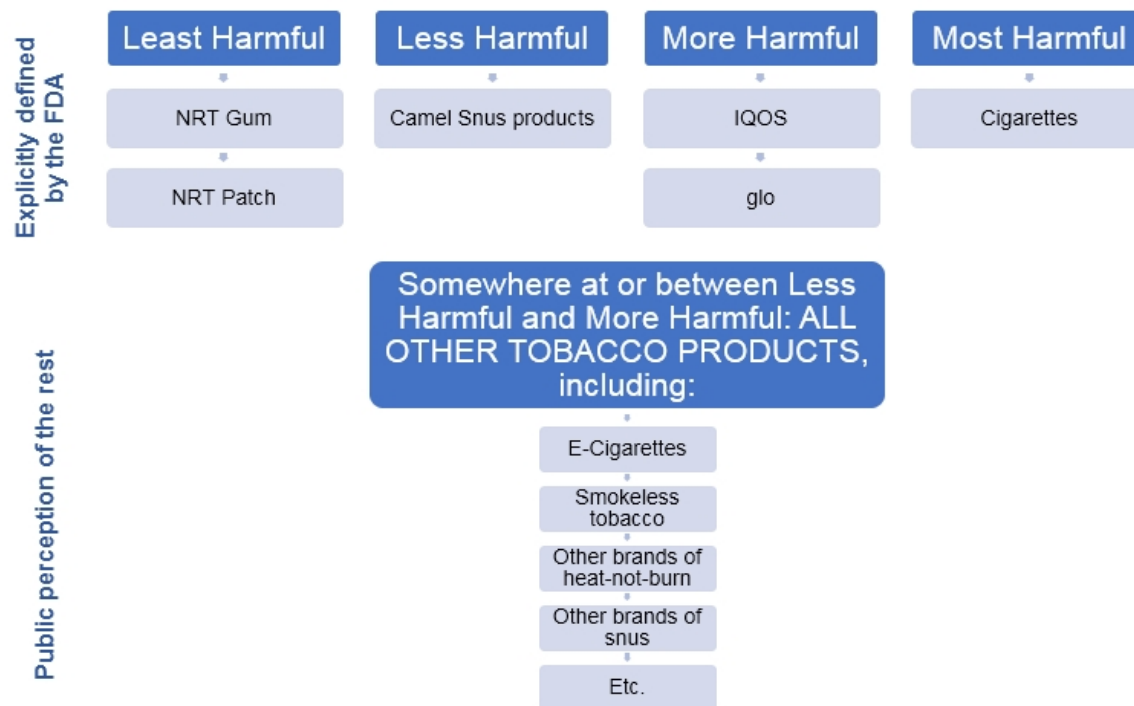 Explicitly defined
by the FDA
Least Harmful
Less Harmful
More Harmful
Most Harmful
NRT Gum
Camel Snus products
IQOS
Cigarettes
NRT Patch
glo
Public perception of the rest
Somewhere at or between Less
Harmful and More Harmful: ALL
OTHER TOBACCO PRODUCTS,
including:
E-Cigarettes
Smokeless
tobacco
Other brands of
heat-not-burn
Other brands of
snus
Etc.